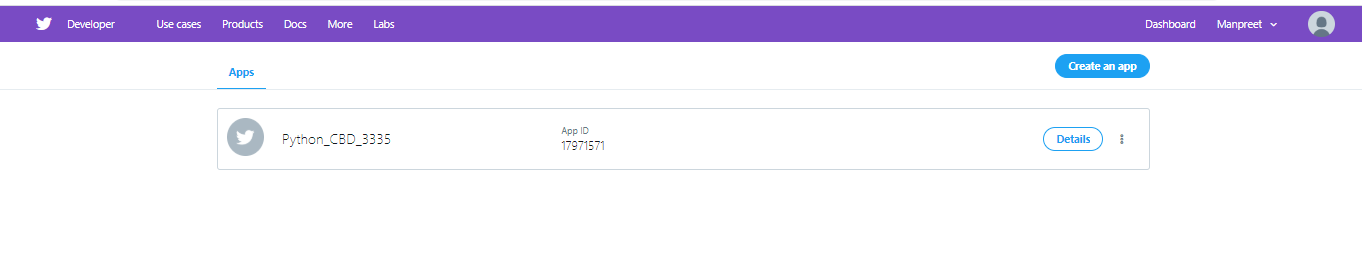 Developer Use cases Products Docs More Labs Dashboard Manpreet
Apps Create an app
App ID
Python_CBD_3335 17971571 Details